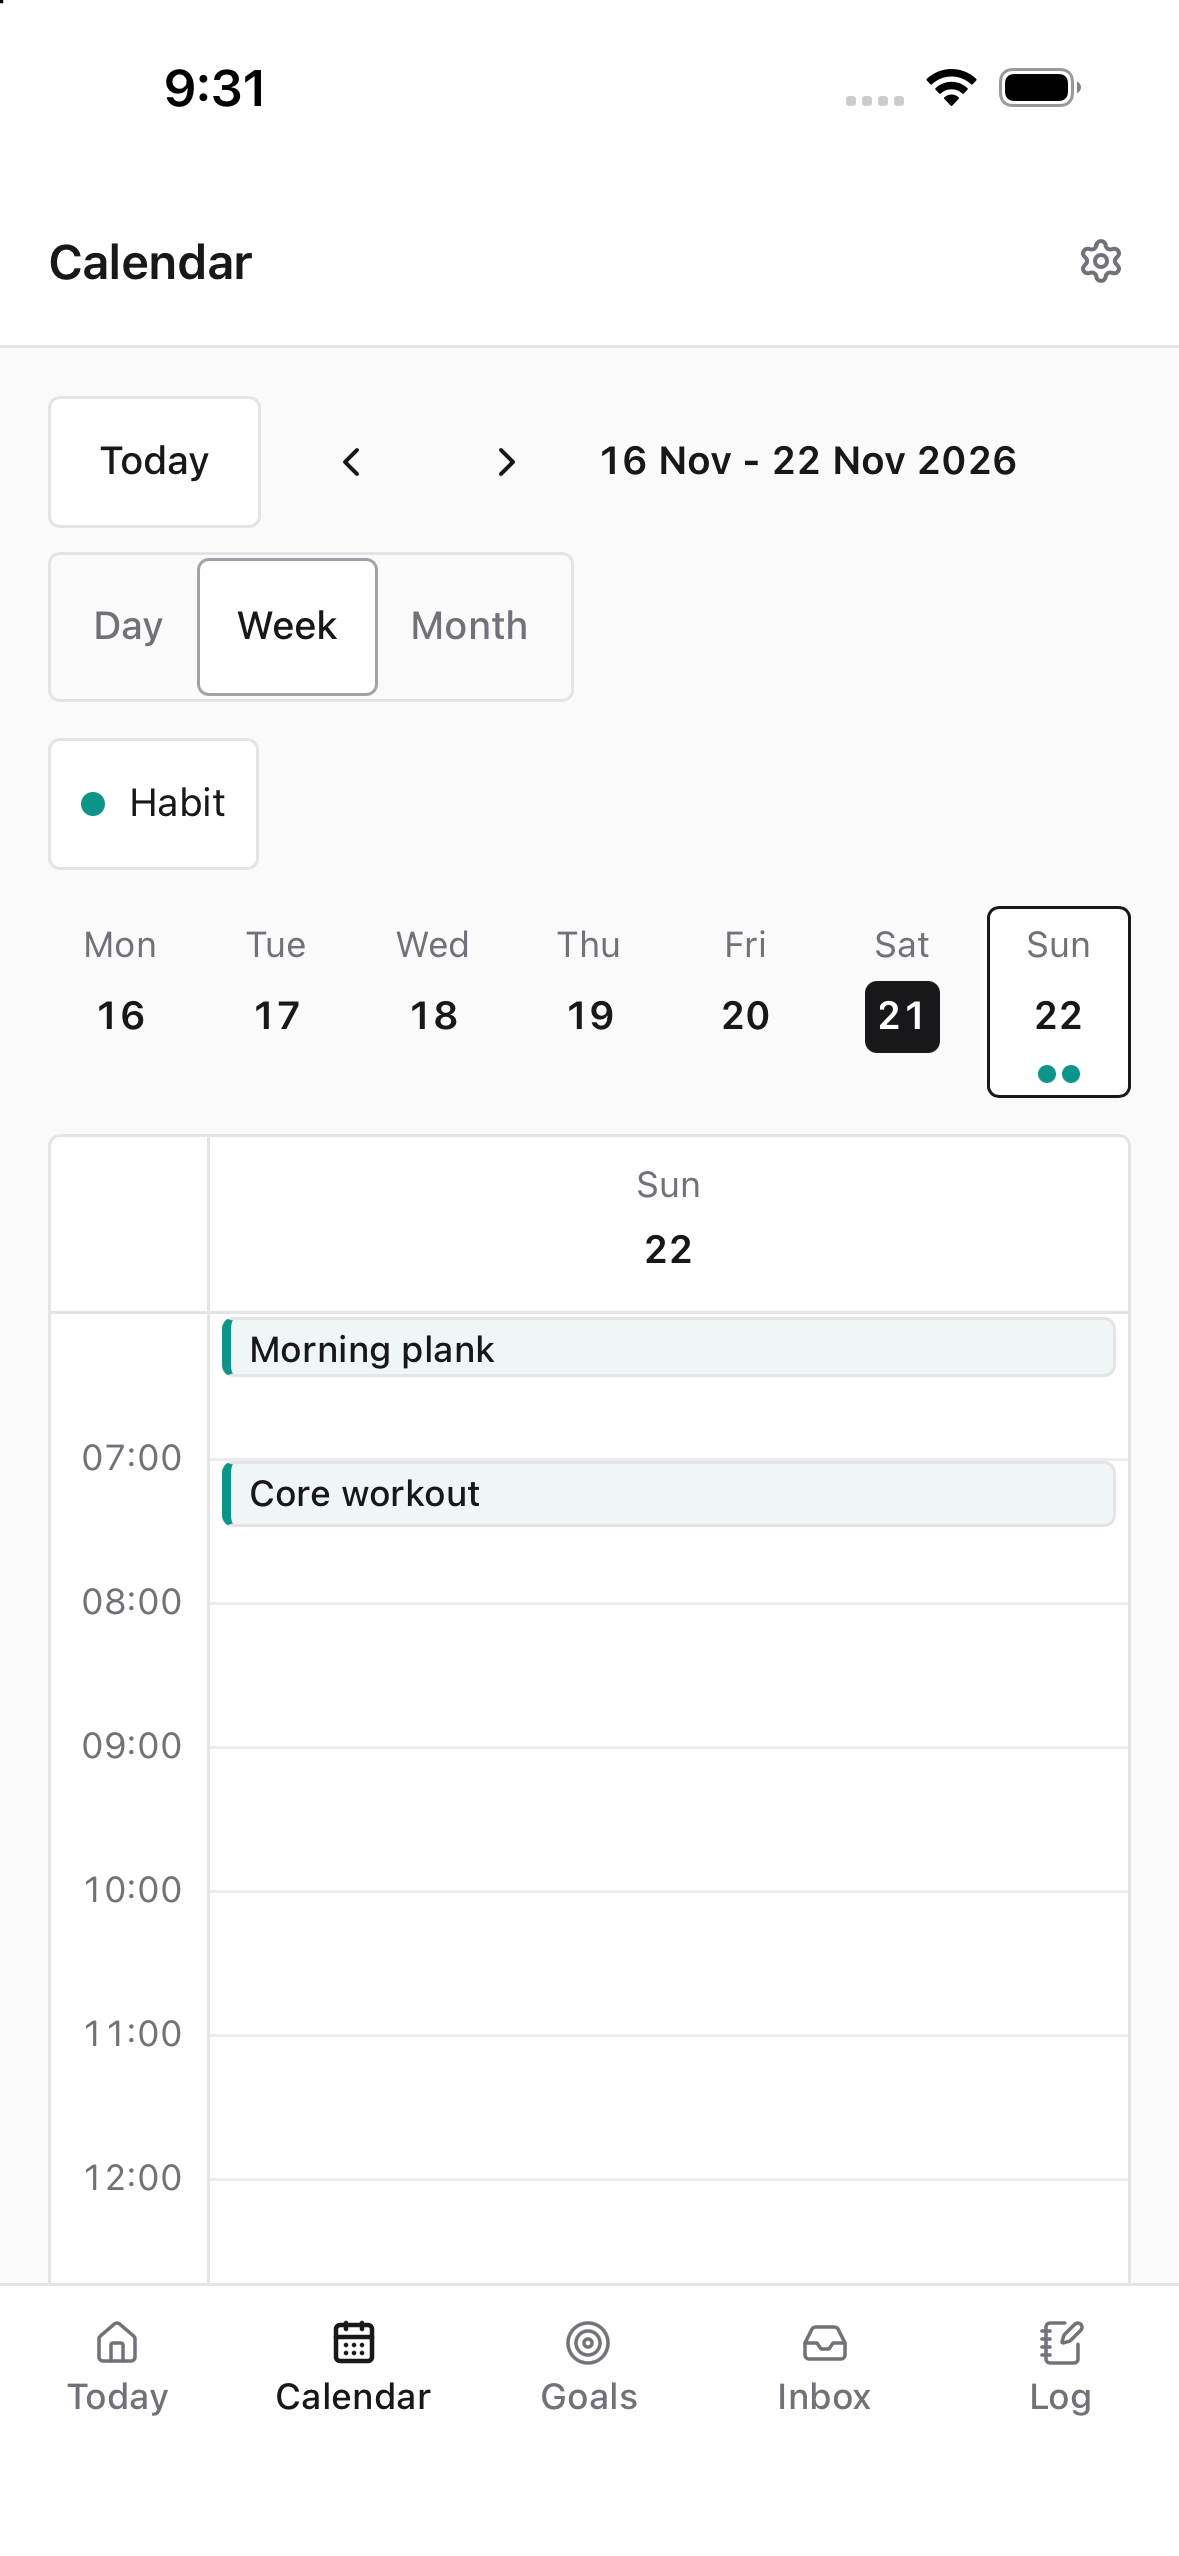 9:31
Calendar
Today
16 Nov - 22 Nov 2026
Day Week Month
Habit
Mon Tue Wed Thu Fri Sat Sun
16 17 18 19 20 21 22
Sun
22
Morning plank
07:00
Core workout
08:00
09:00
10:00
11:00
12:00
Today Calendar Goals Inbox Log